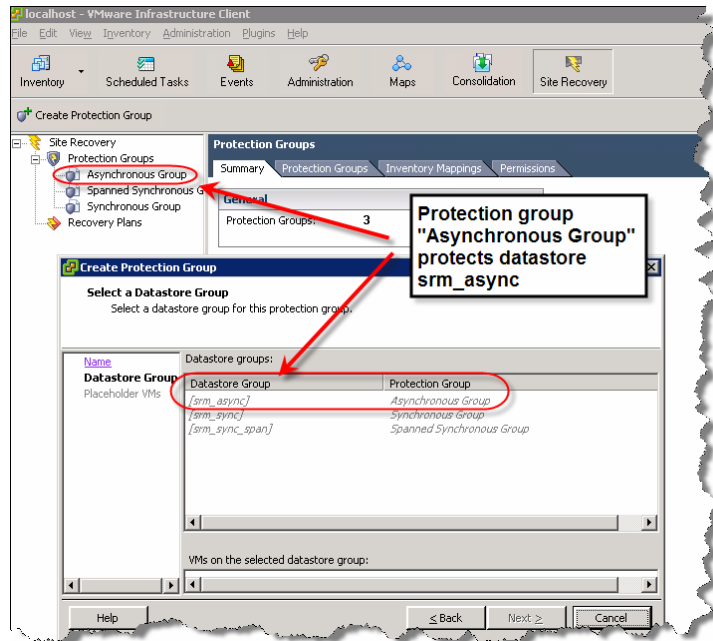 localhost - VMware Infrastructure Client
File Edit View Inventory Administration Plugins Help
Inventory Scheduled Tasks Events Administration Maps Consolidation Site Recovery
Create Protection Group
Site Recovery
Protection Groups
Asynchronous Group
Spanned Synchronous G
Synchronous Group
Recovery Plans
Protection Groups
Summary Protection Groups Inventory Mappings Permissions
General
Protection Groups: 3
Protection group
"Asynchronous Group"
protects datastore
srm_async
Create Protection Group
Select a Datastore Group
Select a datastore group for this protection group.
Name
Datastore Group
Placeholder VMs
Datastore groups:
Datastore Group Protection Group
[srm_async] Asynchronous Group
[srm_sync] Synchronous Group
[srm_sync_span] Spanned Synchronous Group
VMs on the selected datastore group:
Help < Back Next > Cancel